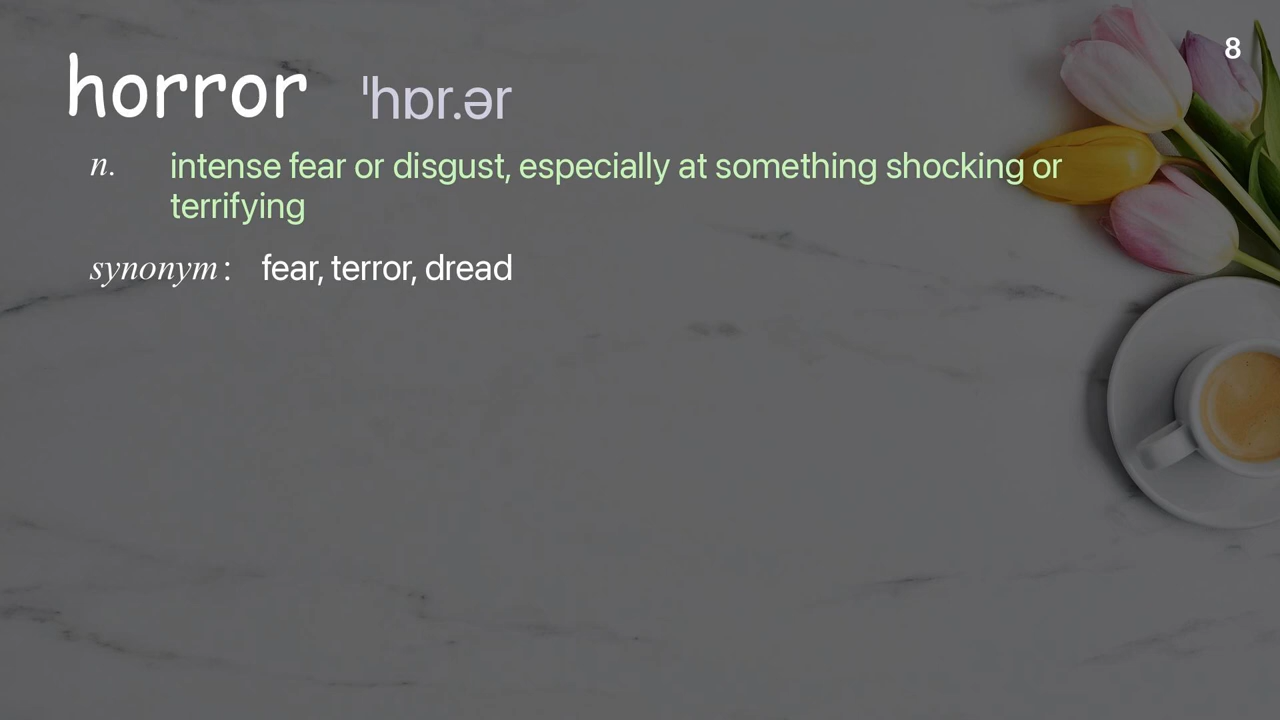 8
horror ˈhɒr.ər
n. intense fear or disgust, especially at something shocking or
terrifying
synonym: fear, terror, dread